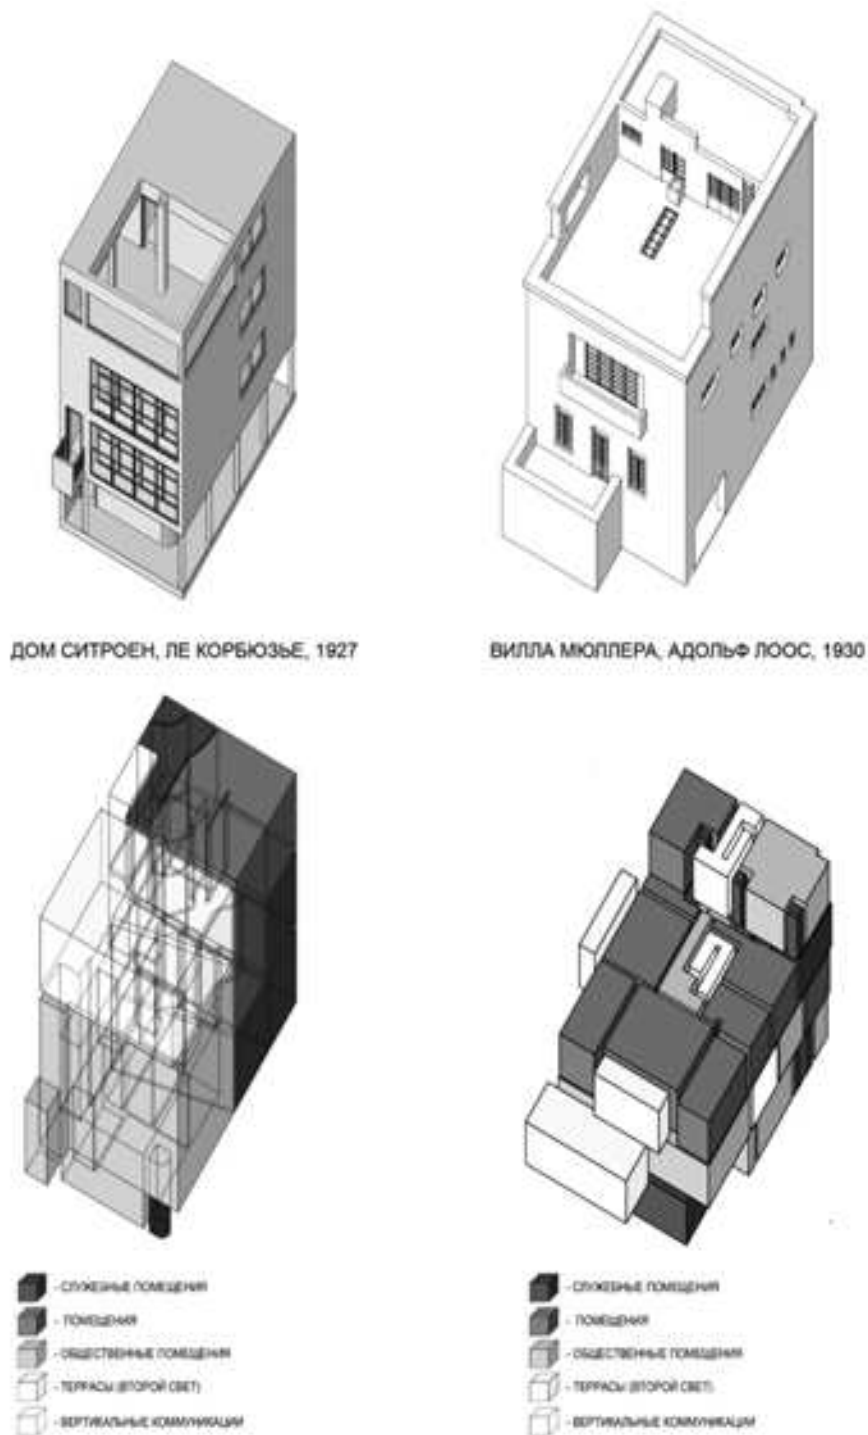 ДОМ СИТРОЕН, ЛЕ КОРБЮЗЬЕ, 1927
ВИЛЛА МЮЛЛЕРА, АДОЛЬФ ЛООС, 1930
- СЛУЖЕБНЫЕ ПОМЕЩЕНИЯ
- ПОМЕЩЕНИЯ
- ОБЩЕСТВЕННЫЕ ПОМЕЩЕНИЯ
- ТЕРРАСЫ (ВТОРОЙ СВЕТ)
- ВЕРТИКАЛЬНЫЕ КОММУНИКАЦИИ
- СЛУЖЕБНЫЕ ПОМЕЩЕНИЯ
- ПОМЕЩЕНИЯ
- ОБЩЕСТВЕННЫЕ ПОМЕЩЕНИЯ
- ТЕРРАСЫ (ВТОРОЙ СВЕТ)
- ВЕРТИКАЛЬНЫЕ КОММУНИКАЦИИ